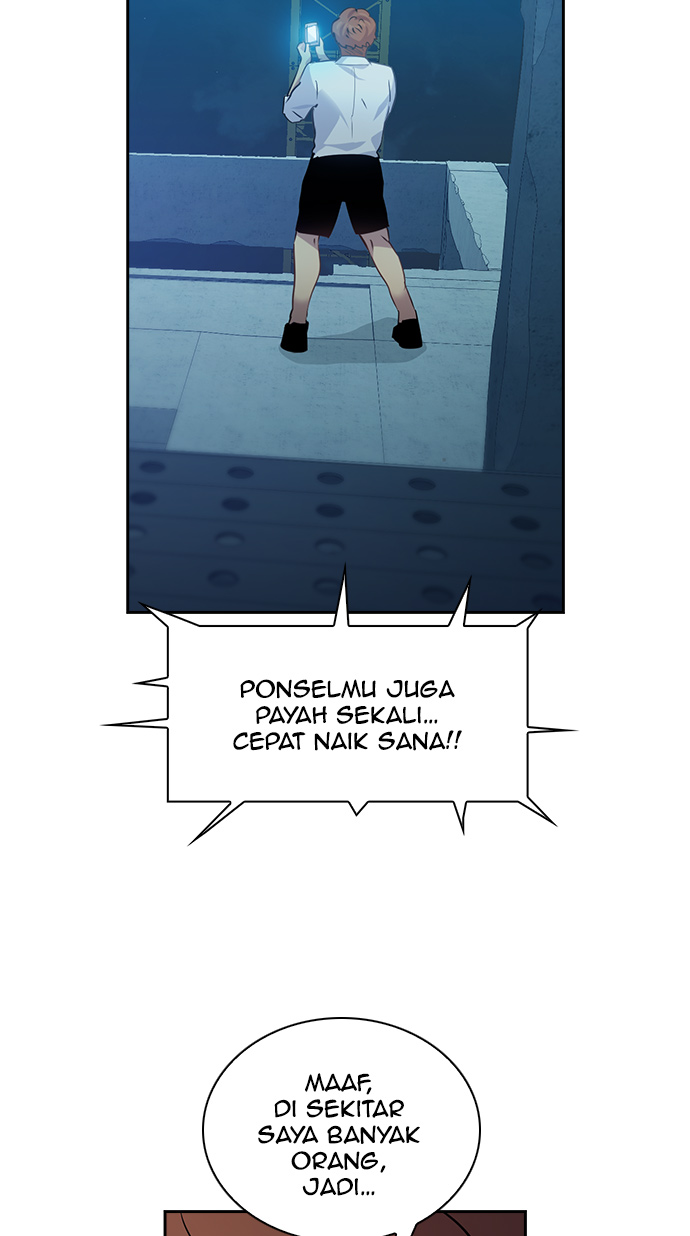 PONSELMU JUGA
PAYAH SEKALI...
CEPAT NAIK SANA!!
MAAF,
DI SEKITAR
SAYA BANYAK
ORANG,
JADI...